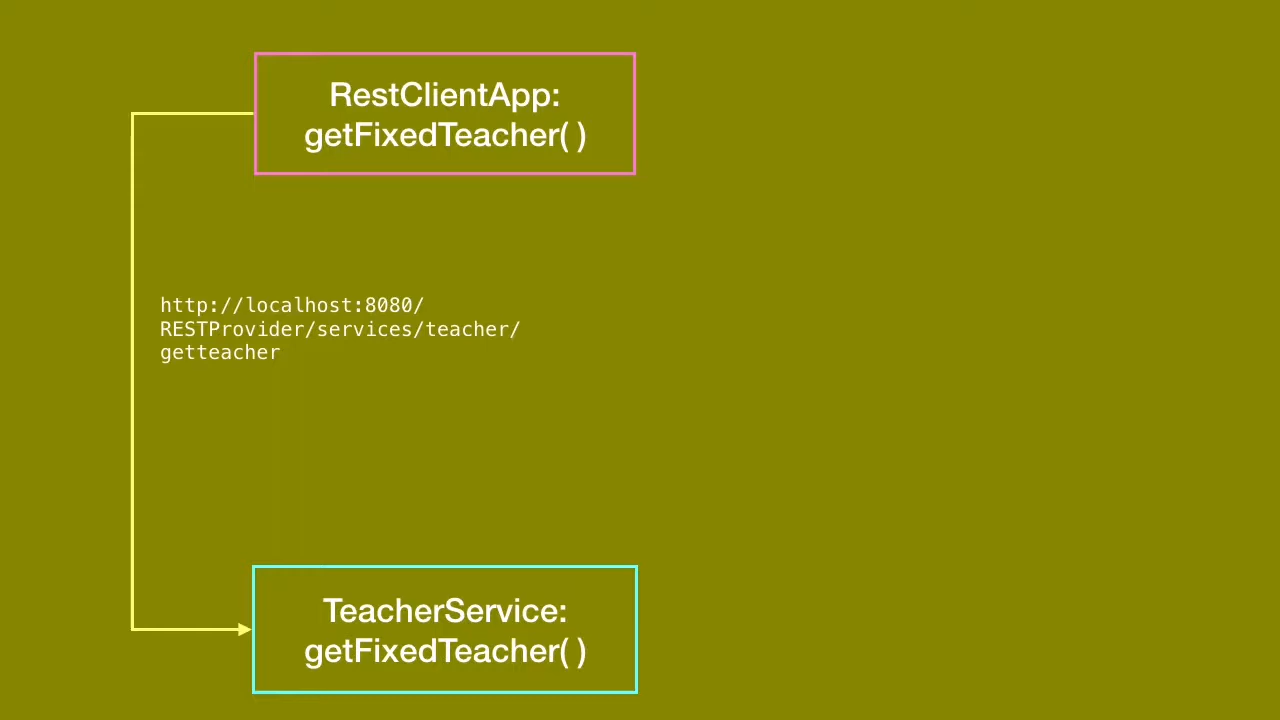 RestClientApp:
getFixedTeacher( )
http://localhost:8080/
RESTProvider/services/teacher/
getteacher
TeacherService:
getFixedTeacher( )